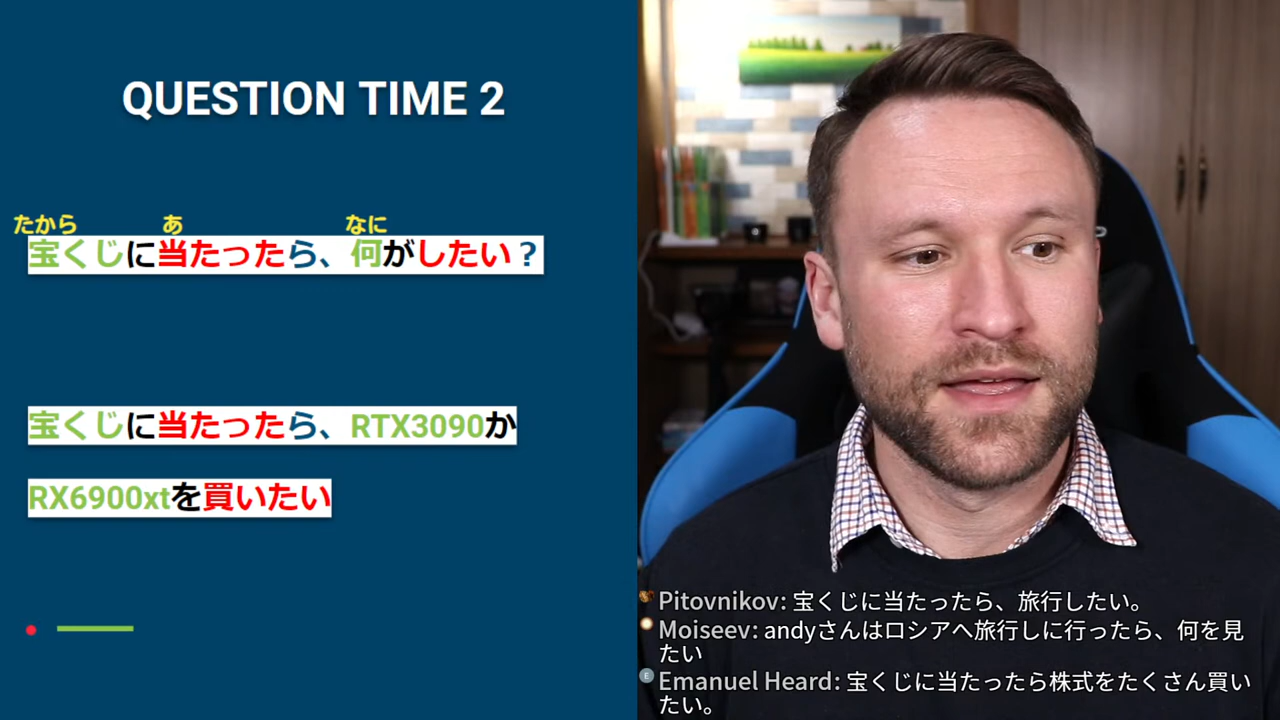 QUESTION TIME 2
たから あ なに
宝くじに当たったら、何がしたい？
宝くじに当たったら、RTX3090か
RX6900xtを買いたい
Pitovnikov: 宝くじに当たったら、旅行したい。
Moiseev: andyさんはロシアへ旅行しに行ったら、何を見
たい
E
Emanuel Heard: 宝くじに当たったら株式をたくさん買い
たい。